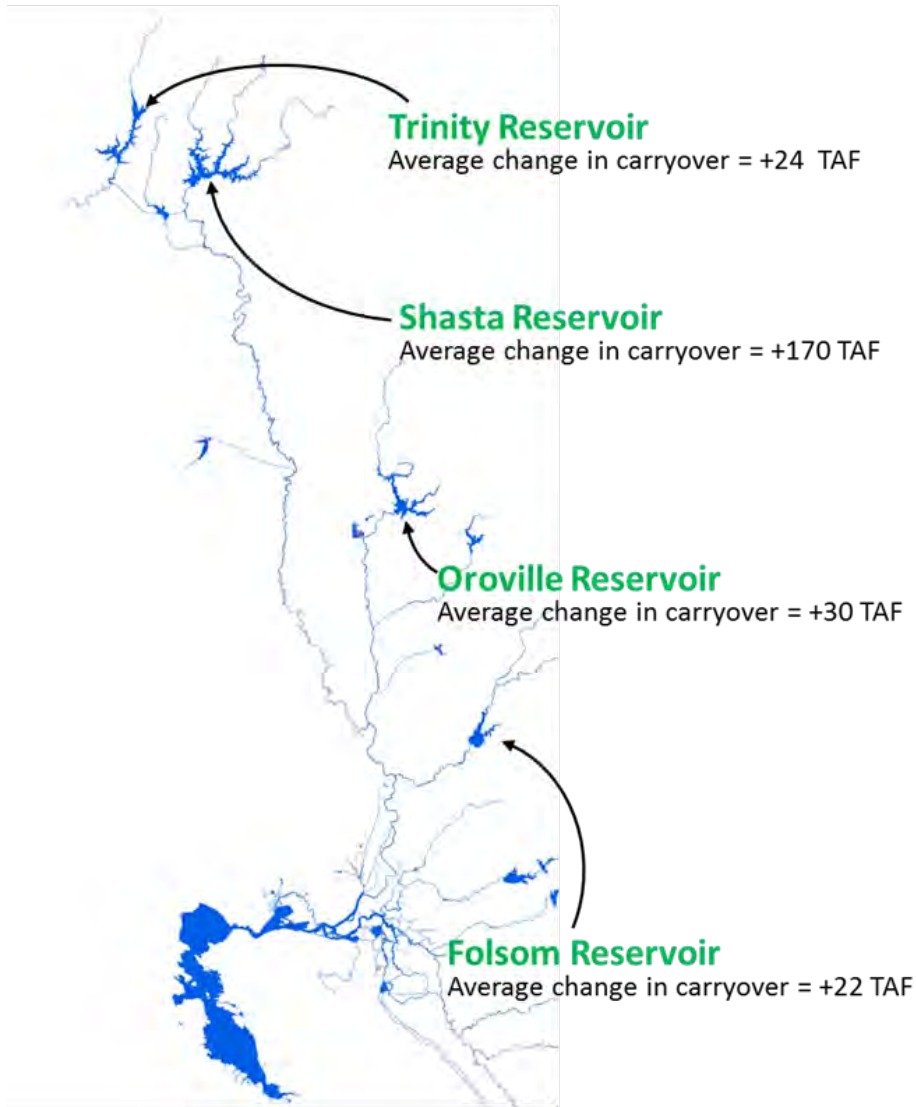 Trinity Reservoir
Average change in carryover = +24 TAF
Shasta Reservoir
Average change in carryover = +170 TAF
Oroville Reservoir
Average change in carryover = +30 TAF
Folsom Reservoir
Average change in carryover = +22 TAF